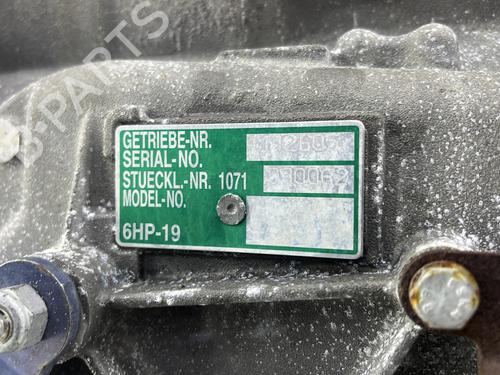 B-PARTS
GETRIEBE-NR.
SERIAL-NO.
STUECKL.-NR. 1071
MODEL-NO.
6HP-19